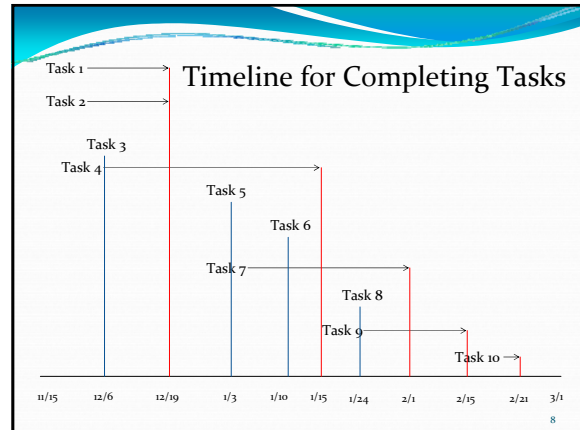 Timeline for Completing Tasks
Task 1
Task 2
Task 3
Task 4
Task 5
Task 6
Task 7
Task 8
Task 9
Task 10
11/15 12/6 12/19 1/3 1/10 1/15 1/24 2/1 2/15 2/21 3/1
8